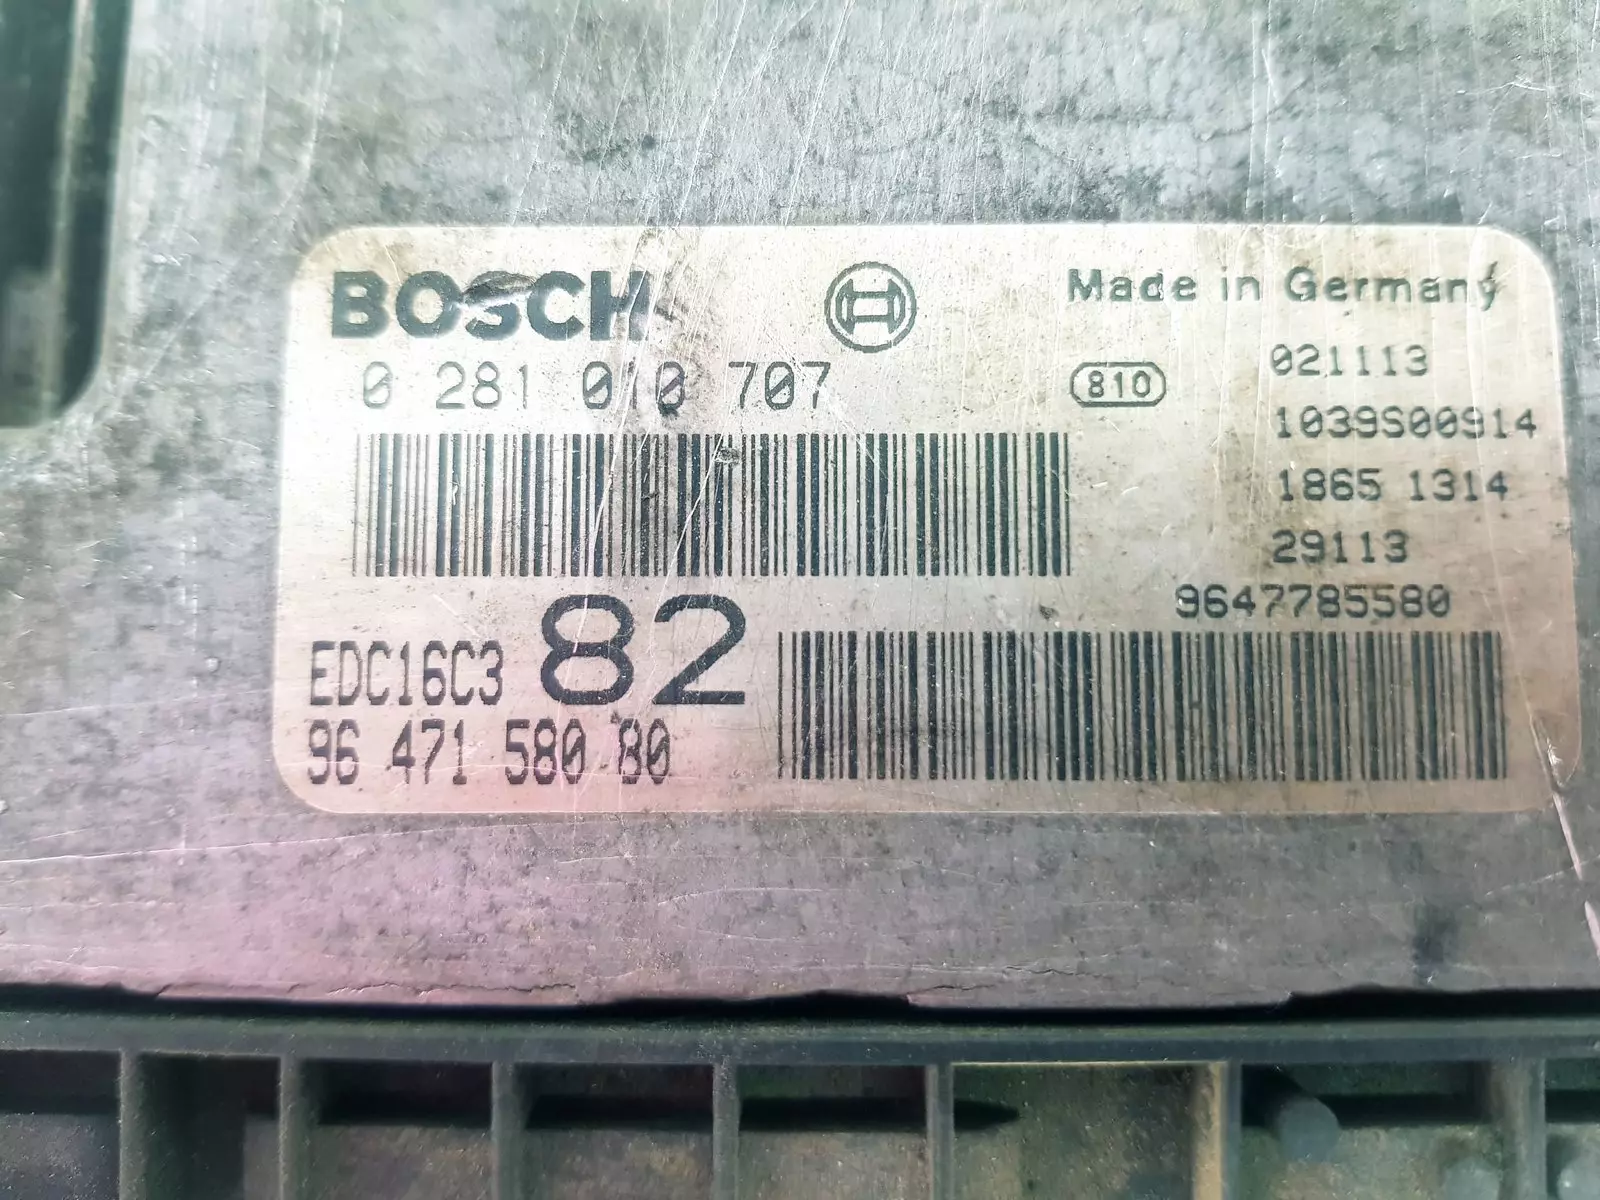 BOSCH
Made in Germany
0 281 010 707
810
021113
1039S00914
1865 1314
29113
9647785580
EDC16C3
82
96 471 580 80